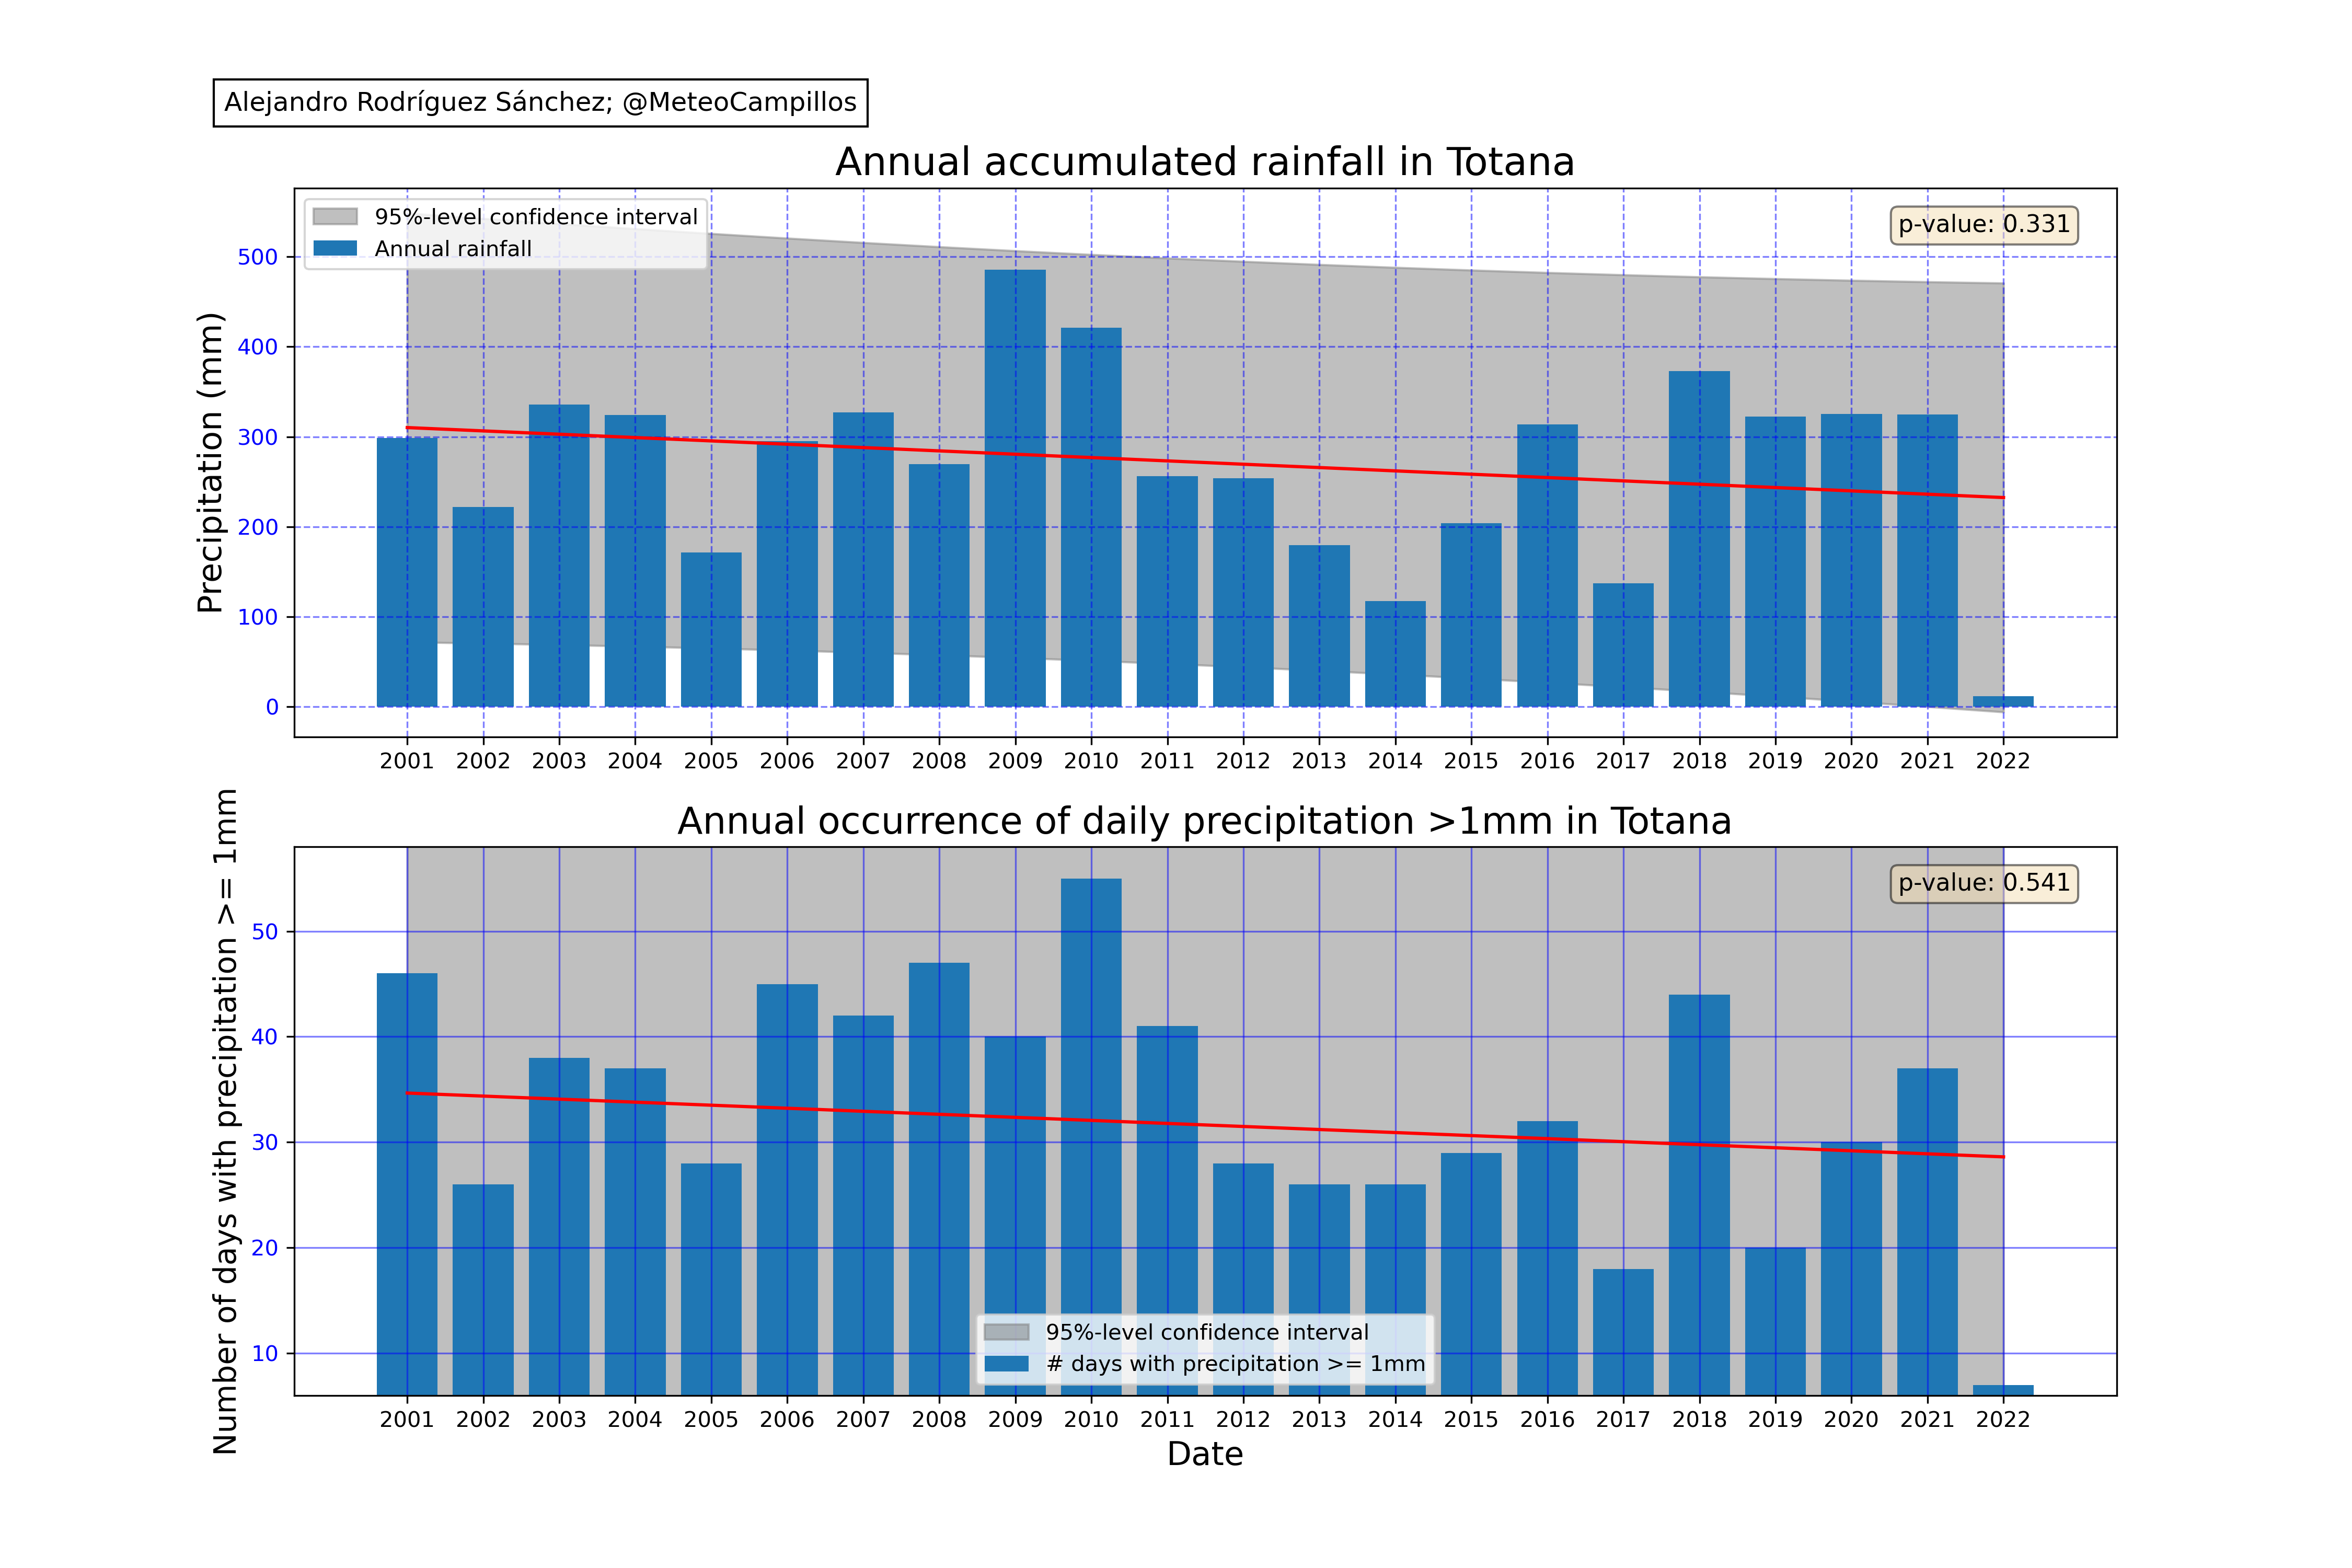 Alejandro Rodríguez Sánchez; @MeteoCampillos
Annual accumulated rainfall in Totana
95%-level confidence interval
Annual rainfall
p-value: 0.331
Precipitation (mm)
500
400
300
200
100
0
2001 2002 2003 2004 2005 2006 2007 2008 2009 2010 2011 2012 2013 2014 2015 2016 2017 2018 2019 2020 2021 2022
Annual occurrence of daily precipitation >1mm in Totana
p-value: 0.541
Number of days with precipitation >= 1mm
50
40
30
20
10
95%-level confidence interval
# days with precipitation >= 1mm
2001 2002 2003 2004 2005 2006 2007 2008 2009 2010 2011 2012 2013 2014 2015 2016 2017 2018 2019 2020 2021 2022
Date